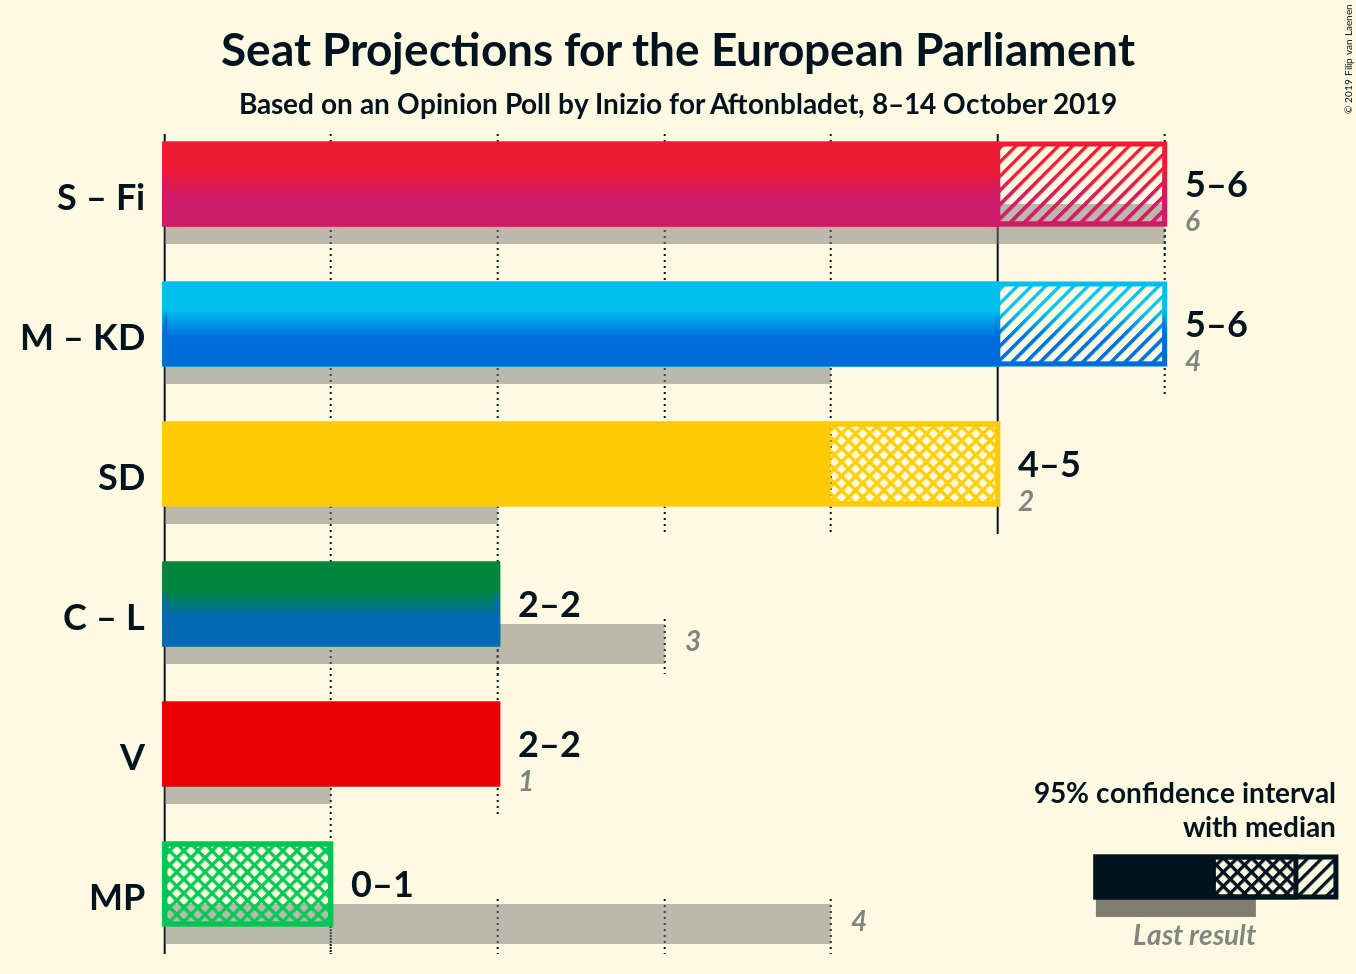 Seat Projections for the European Parliament
Based on an Opinion Poll by Inizio for Aftonbladet, 8–14 October 2019
© 2019 Filip van Laenen
S – Fi
5–6
6
M – KD
5–6
4
SD
4–5
2
C – L
2–2
3
V
2–2
1
MP
0–1
4
95% confidence interval
with median
Last result